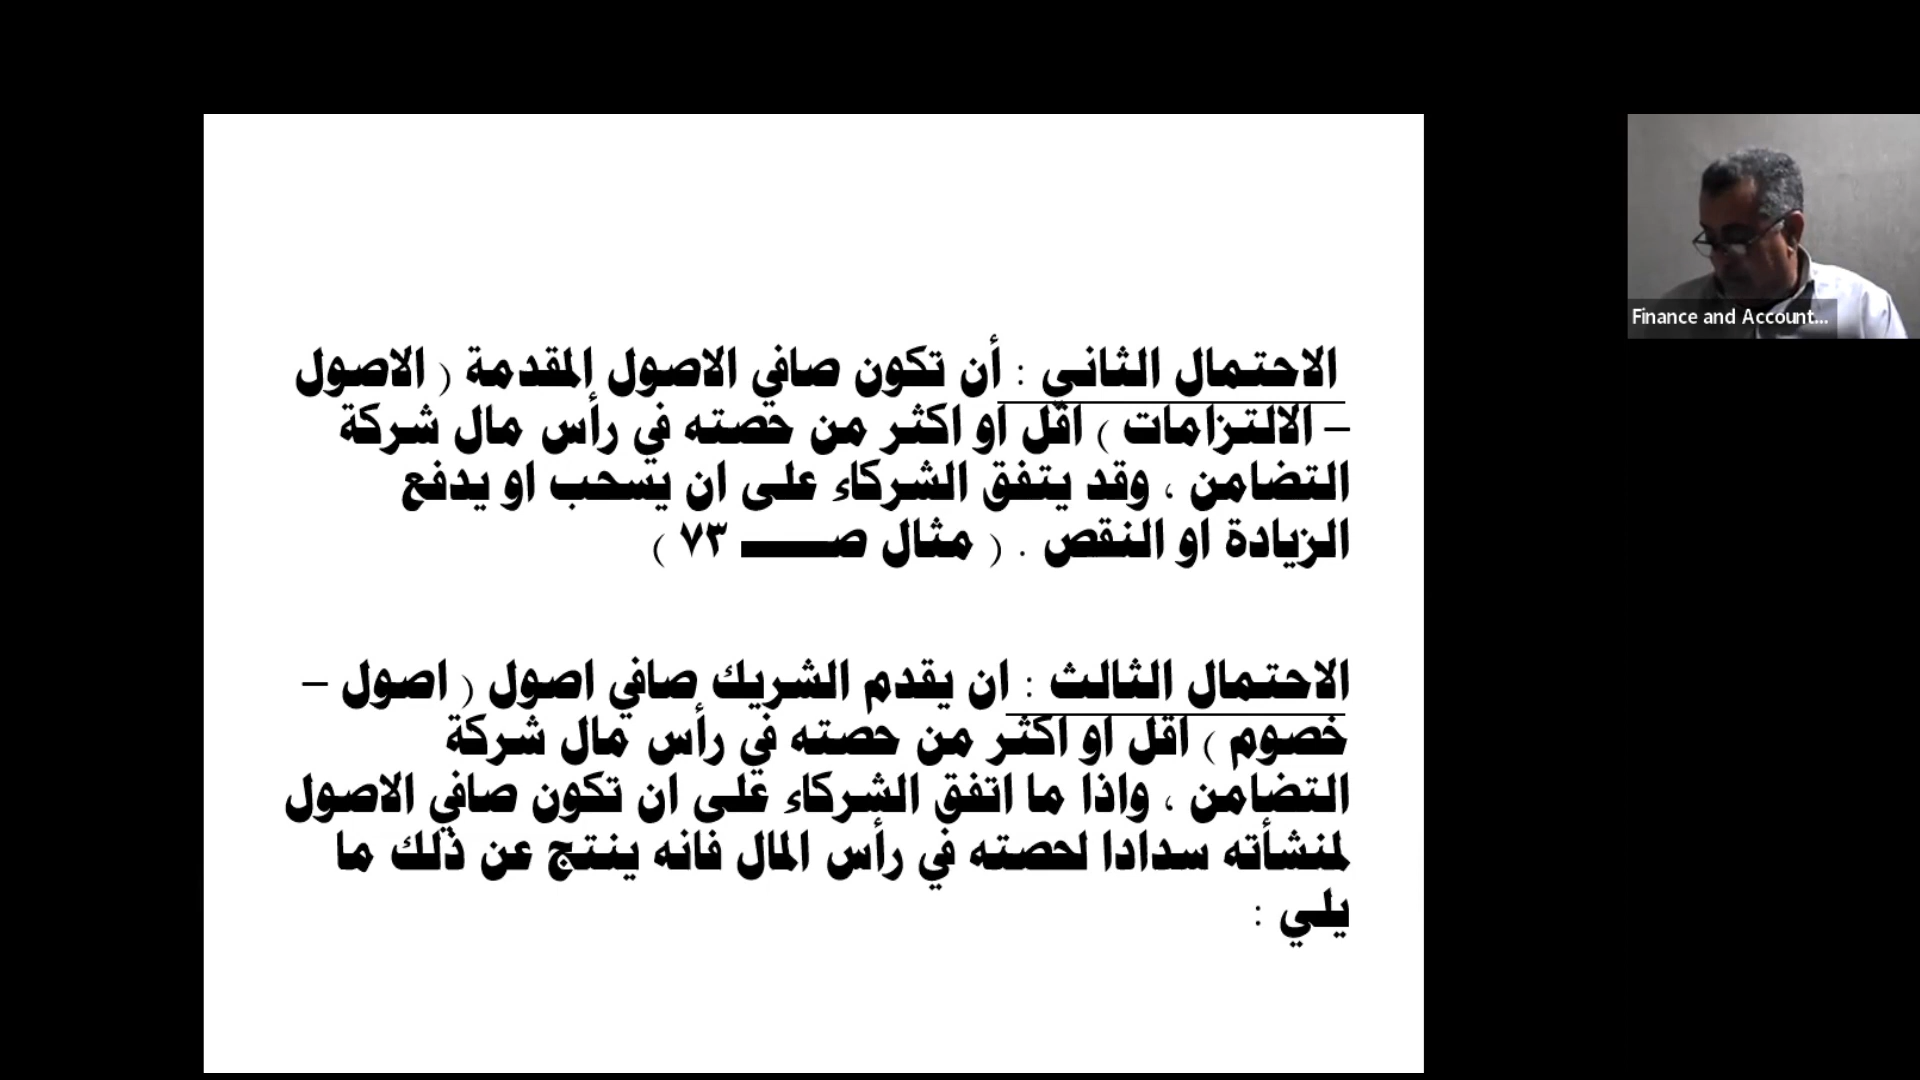 الاحتمال الثاني : أن تكون صافي الاصول المقدمة ( الاصول
– الالتزامات ) اقل او اكثر من حصته في رأس مال شركة
التضامن ، وقد يتفق الشركاء على ان يسحب او يدفع
الزيادة او النقص . ( مثال صـــــ ٧٣ )
الاحتمال الثالث : ان يقدم الشريك صافي اصول ( اصول –
خصوم ) اقل او اكثر من حصته في رأس مال شركة
التضامن ، واذا ما اتفق الشركاء على ان تكون صافي الاصول
لمنشأته سدادا لحصته في رأس المال فانه ينتج عن ذلك ما
يلي :
Finance and Account...